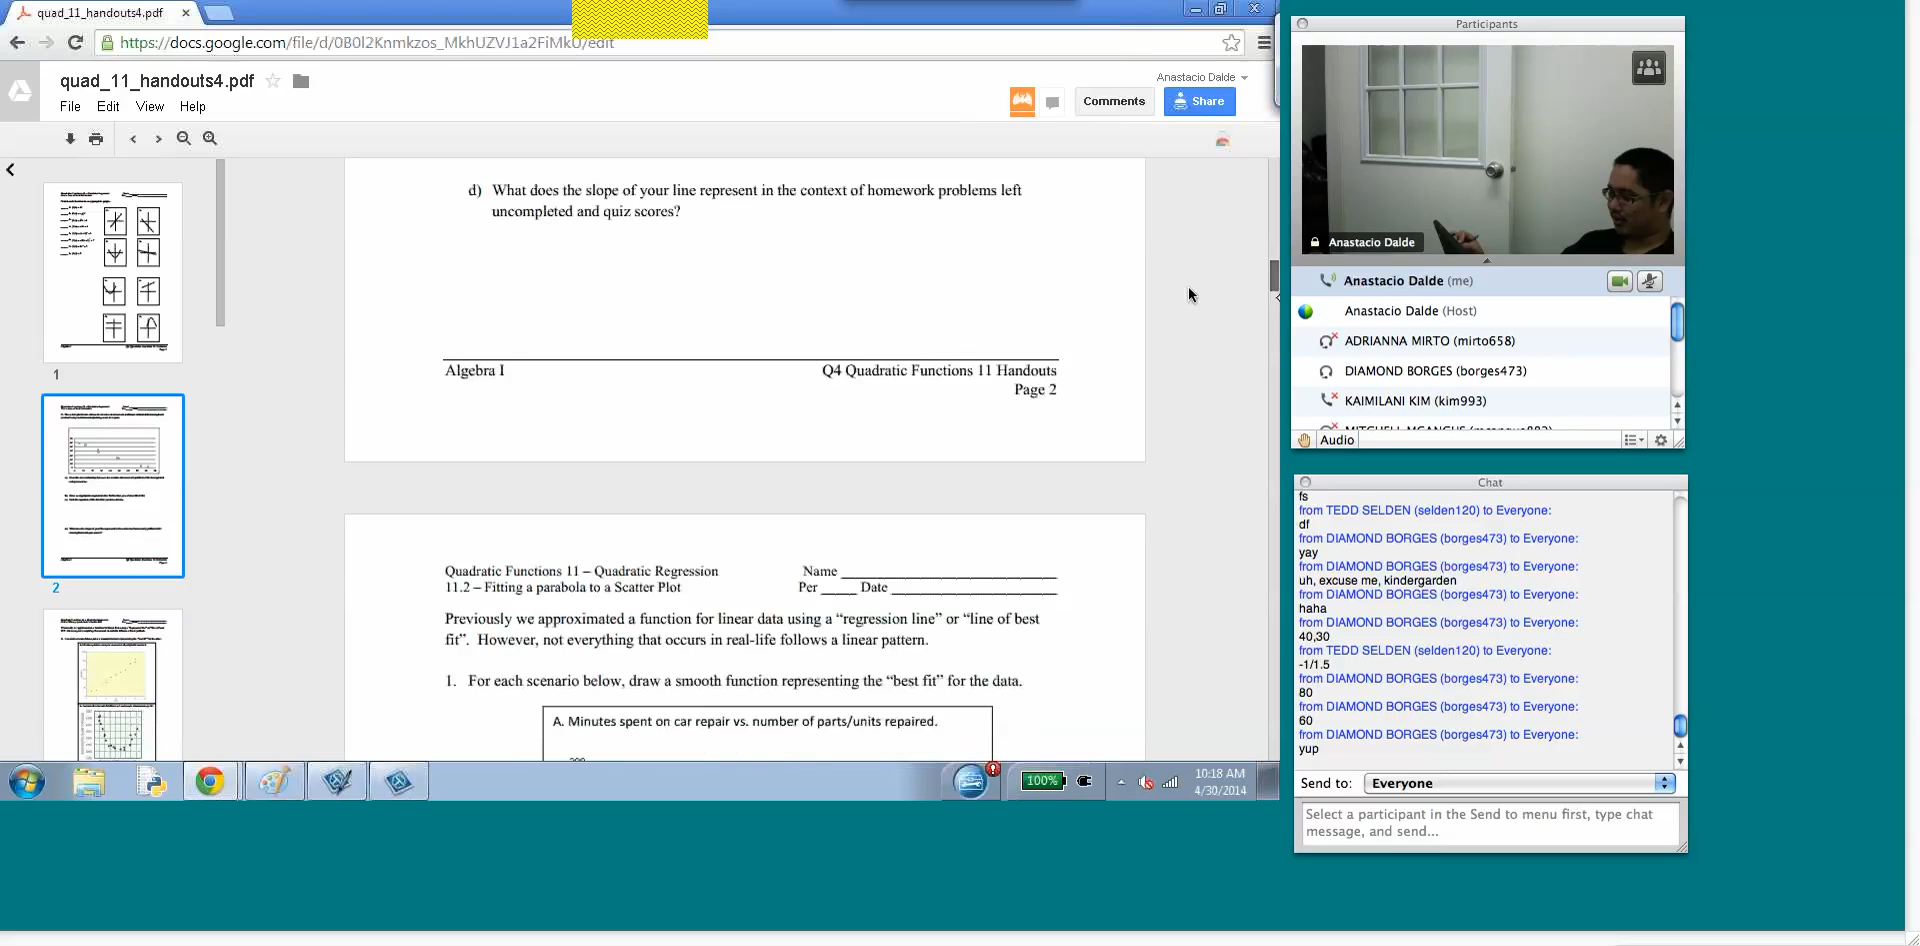 quad_11_handouts4.pdf
https://docs.google.com/file/d/0B0l2Knmkzos_MkhUZVJ1a2FiMkU/edit
quad_11_handouts4.pdf
Anastacio Dalde
File Edit View Help
Comments
Share
1
2
d) What does the slope of your line represent in the context of homework problems left
uncompleted and quiz scores?
Algebra I
Q4 Quadratic Functions 11 Handouts
Page 2
Quadratic Functions 11 – Quadratic Regression
Name
11.2 – Fitting a parabola to a Scatter Plot
Per Date
Previously we approximated a function for linear data using a “regression line” or “line of best
fit”. However, not everything that occurs in real-life follows a linear pattern.
1. For each scenario below, draw a smooth function representing the “best fit” for the data.
A. Minutes spent on car repair vs. number of parts/units repaired.
100%
10:18 AM
4/30/2014
Participants
Anastacio Dalde
Anastacio Dalde (me)
Anastacio Dalde (Host)
ADRIANNA MIRTO (mirto658)
DIAMOND BORGES (borges473)
KAIMILANI KIM (kim993)
Audio
Chat
fs
from TEDD SELDEN (selden120) to Everyone:
df
from DIAMOND BORGES (borges473) to Everyone:
yay
from DIAMOND BORGES (borges473) to Everyone:
uh, excuse me, kindergarden
from DIAMOND BORGES (borges473) to Everyone:
haha
from DIAMOND BORGES (borges473) to Everyone:
40,30
from TEDD SELDEN (selden120) to Everyone:
-1/1.5
from DIAMOND BORGES (borges473) to Everyone:
80
from DIAMOND BORGES (borges473) to Everyone:
60
from DIAMOND BORGES (borges473) to Everyone:
yup
Send to: Everyone
Select a participant in the Send to menu first, type chat
message, and send...